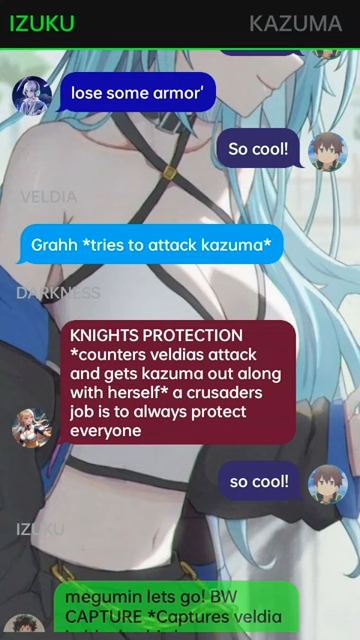 IZUKU KAZUMA
lose some armor'
So cool!
VELDIA
Grahh *tries to attack kazuma*
DARKNESS
KNIGHTS PROTECTION
*counters veldias attack
and gets kazuma out along
with herself* a crusaders
job is to always protect
everyone
so cool!
IZUKU
megumin lets go! BW
CAPTURE *Captures veldia